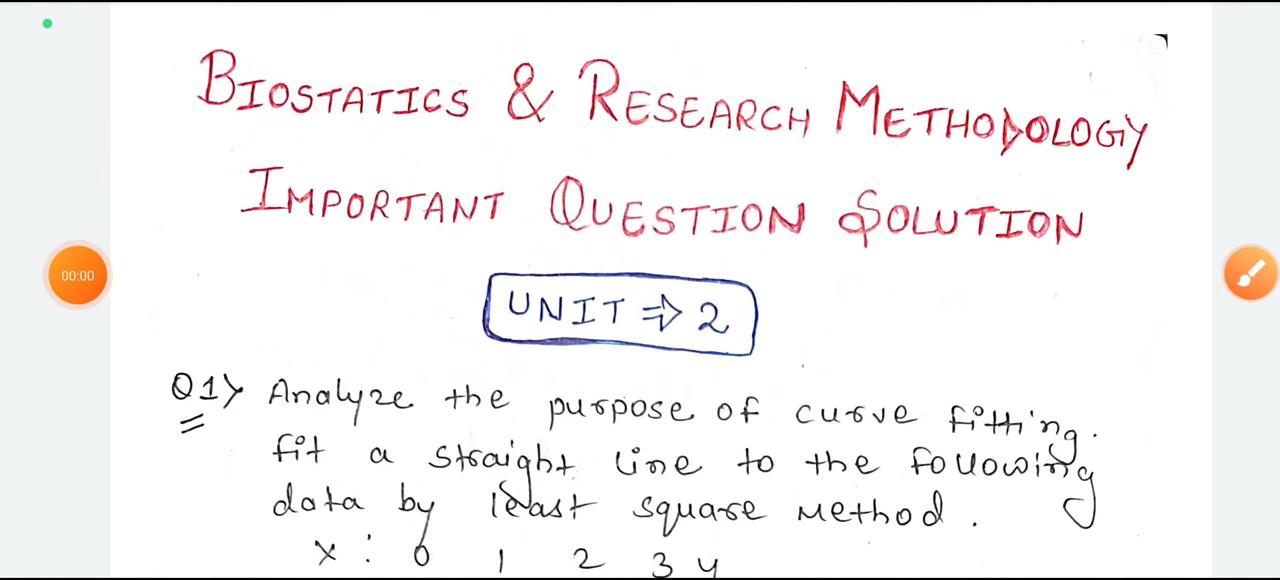 BIOSTATICS & RESEARCH METHODOLOGY
IMPORTANT QUESTION SOLUTION
UNIT ⇒ 2
00:00
Q1) Analyze the purpose of curve fitting.
fit a straight line to the following
data by least square method.
x : 0 1 2 3 4